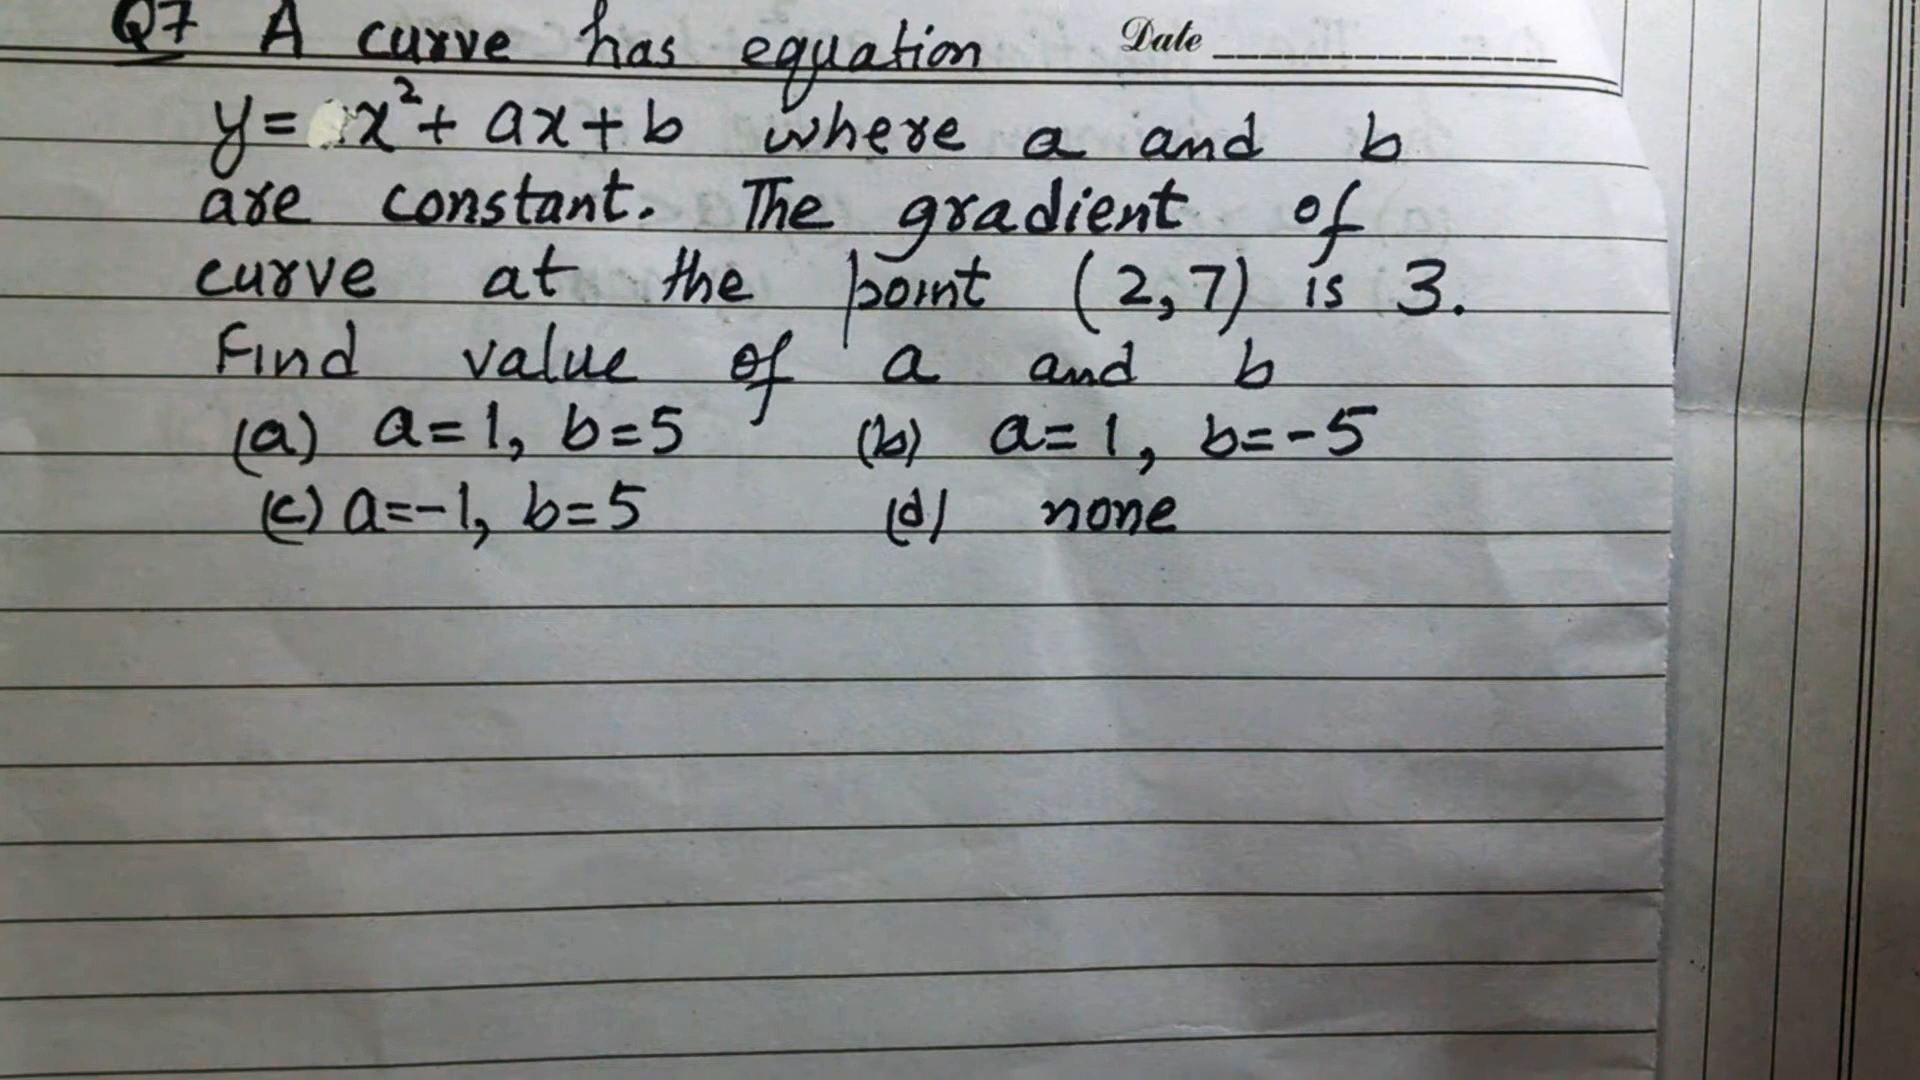 Q7 A curve has equation Date
y= x²+ ax+b where a and b
are constant. The gradient of
curve at the point (2,7) is 3.
Find value of a and b
(a) a=1, b=5 (b) a=1, b=-5
(c) a=-1, b=5 (d) none